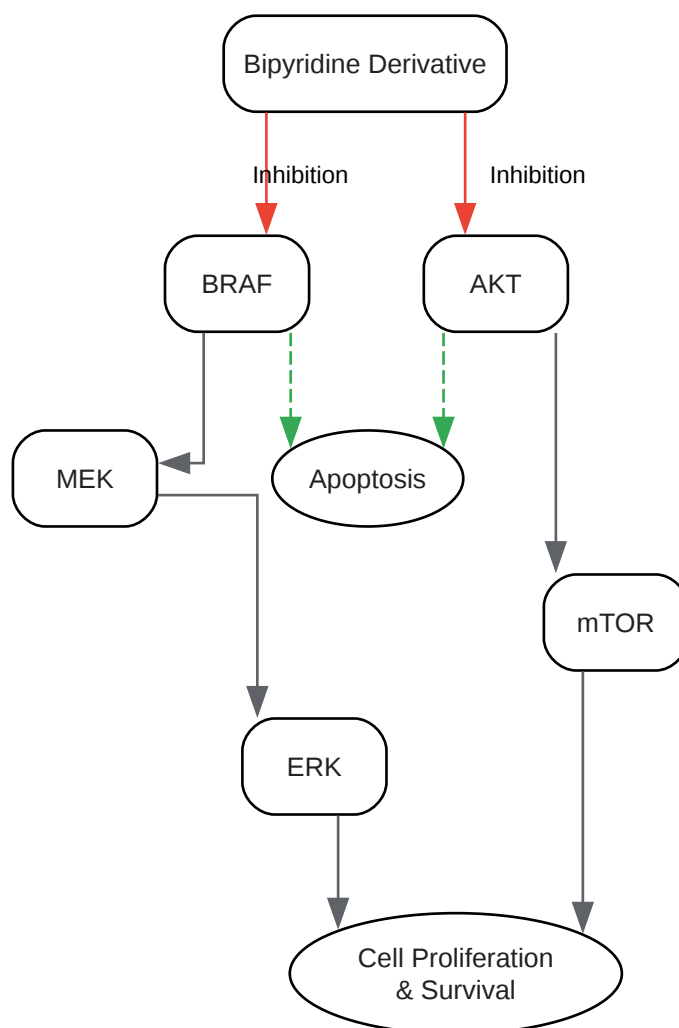 Bipyridine Derivative
Inhibition
Inhibition
BRAF
AKT
MEK
Apoptosis
mTOR
ERK
Cell Proliferation
& Survival